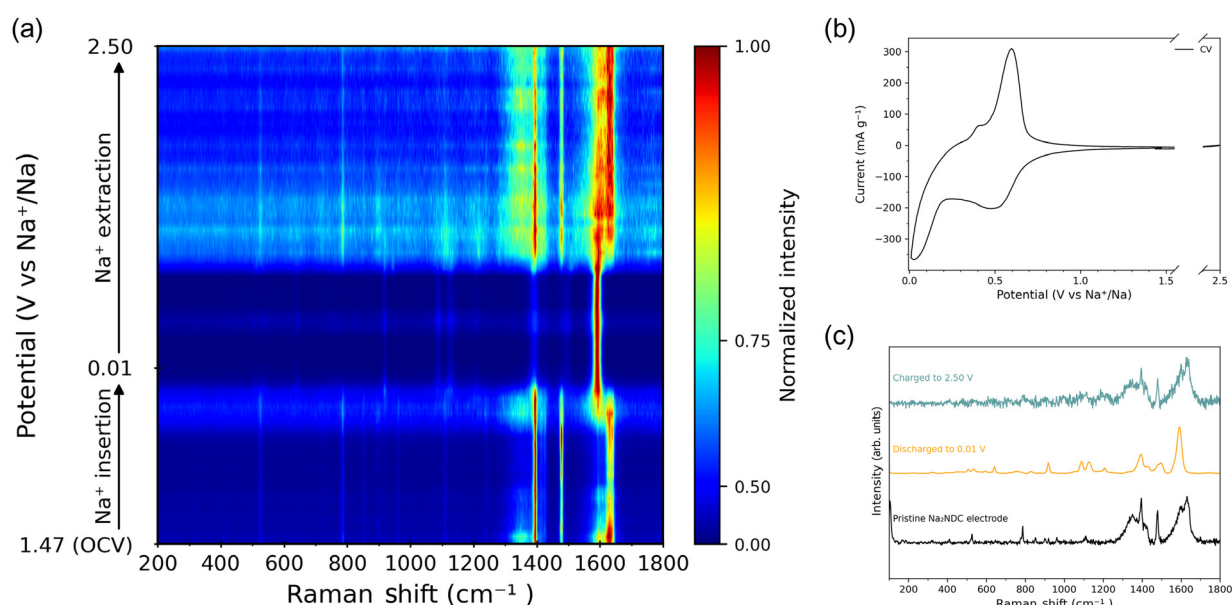 (a)
2.50
0.01
1.47 (OCV)
Potential (V vs Na⁺/Na)
Na⁺ extraction
Na⁺ insertion
200 400 600 800 1000 1200 1400 1600 1800
Raman shift (cm⁻¹)
1.00
0.75
0.50
0.00
Normalized intensity
(b)
CV
300
200
100
0
−100
−200
−300
Current (mA g⁻¹)
0.0 0.5 1.0 1.5 2.5
Potential (V vs Na⁺/Na)
(c)
Charged to 2.50 V
Discharged to 0.01 V
Pristine Na₂NDC electrode
Intensity (arb. units)
200 400 600 800 1000 1200 1400 1600 1800
Raman shift (cm⁻¹)